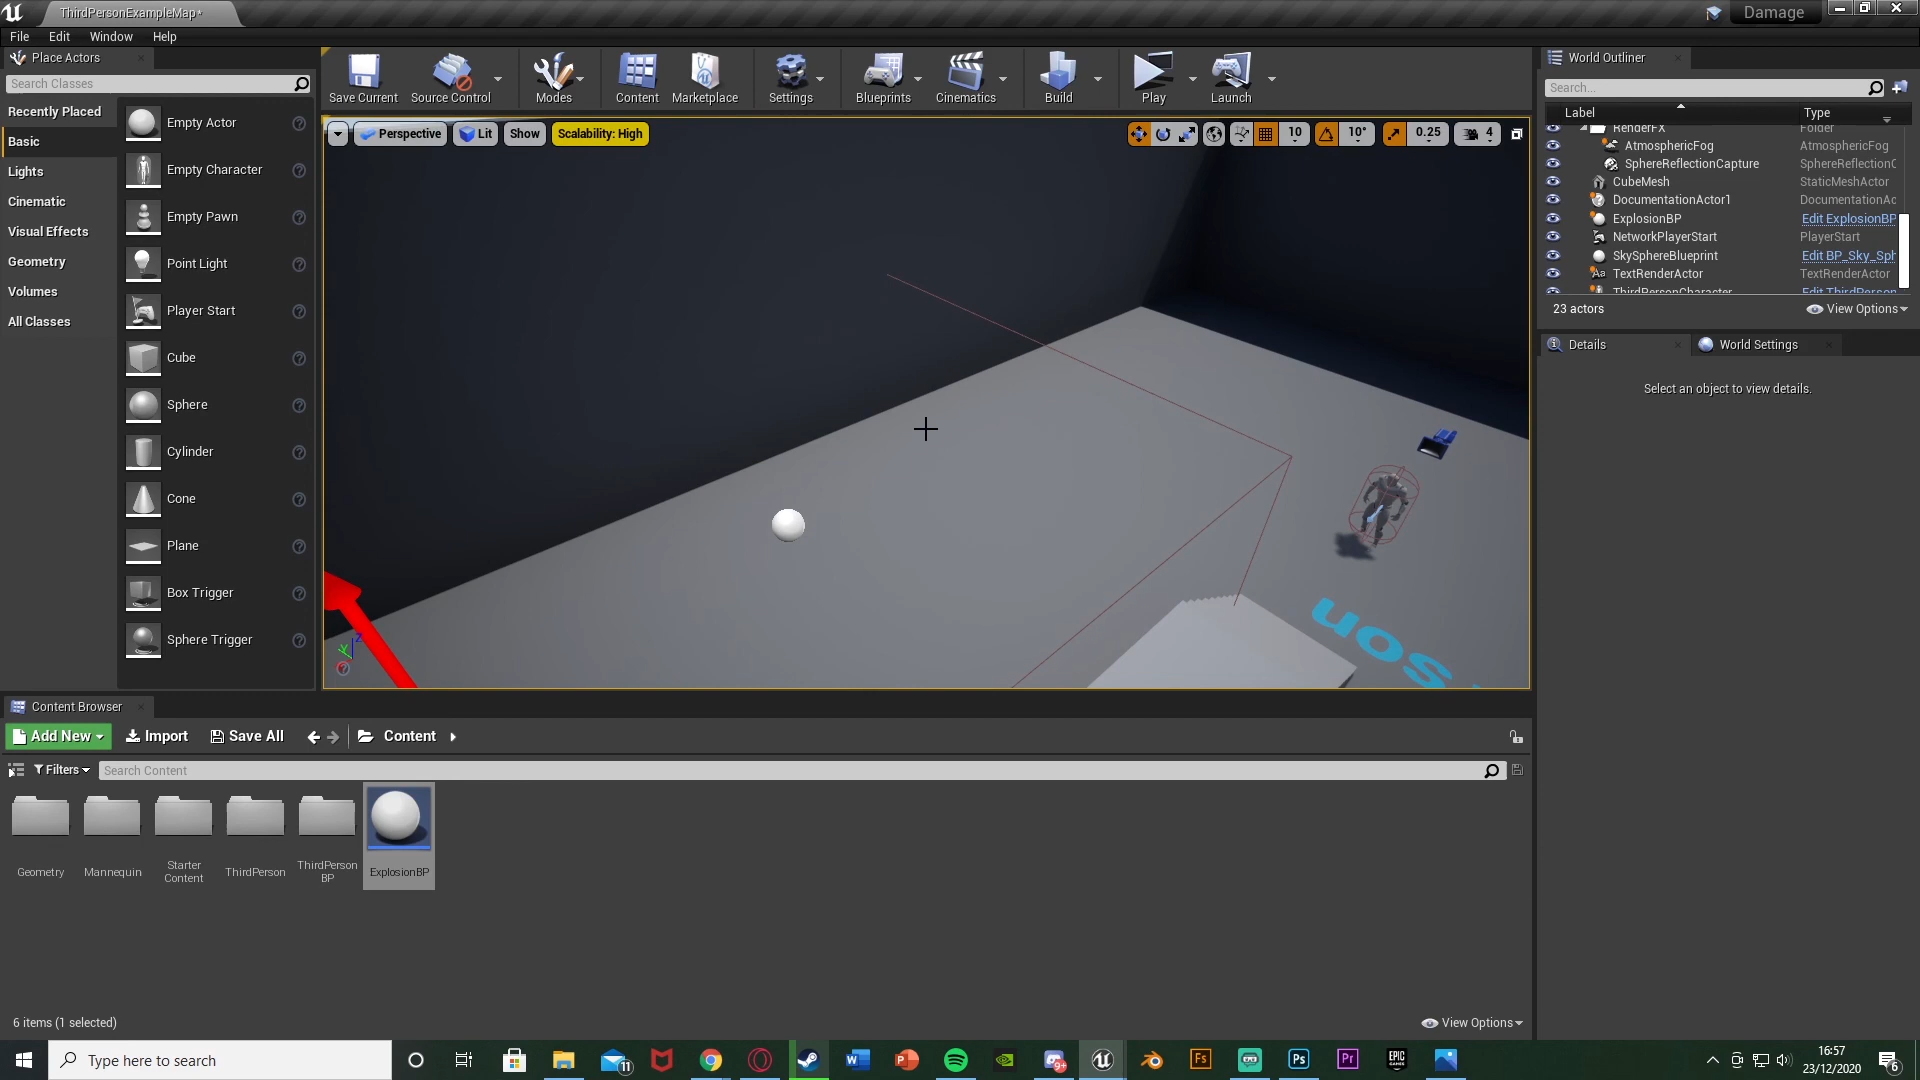 ThirdPersonExampleMap*
Damage
File Edit Window Help
Place Actors
Search Classes
Recently Placed
Basic
Lights
Cinematic
Visual Effects
Geometry
Volumes
All Classes
Empty Actor
Empty Character
Empty Pawn
Point Light
Player Start
Cube
Sphere
Cylinder
Cone
Plane
Box Trigger
Sphere Trigger
Save Current
Source Control
Modes
Content
Marketplace
Settings
Blueprints
Cinematics
Build
Play
Launch
Perspective Lit Show Scalability: High
10 10° 0.25 4
son
World Outliner
Search...
Label Type
RenderFX Folder
AtmosphericFog AtmosphericFog
SphereReflectionCapture SphereReflectionC
CubeMesh StaticMeshActor
DocumentationActor1 DocumentationAc
ExplosionBP Edit ExplosionBP
NetworkPlayerStart PlayerStart
SkySphereBlueprint Edit BP_Sky_Sph
TextRenderActor TextRenderActor
ThirdPersonCharacter Edit ThirdPerson
23 actors View Options
Details World Settings
Select an object to view details.
Content Browser
Add New Import Save All Content
Filters Search Content
Geometry
Mannequin
Starter Content
ThirdPerson
ThirdPerson BP
ExplosionBP
6 items (1 selected) View Options
Type here to search
16:57
23/12/2020